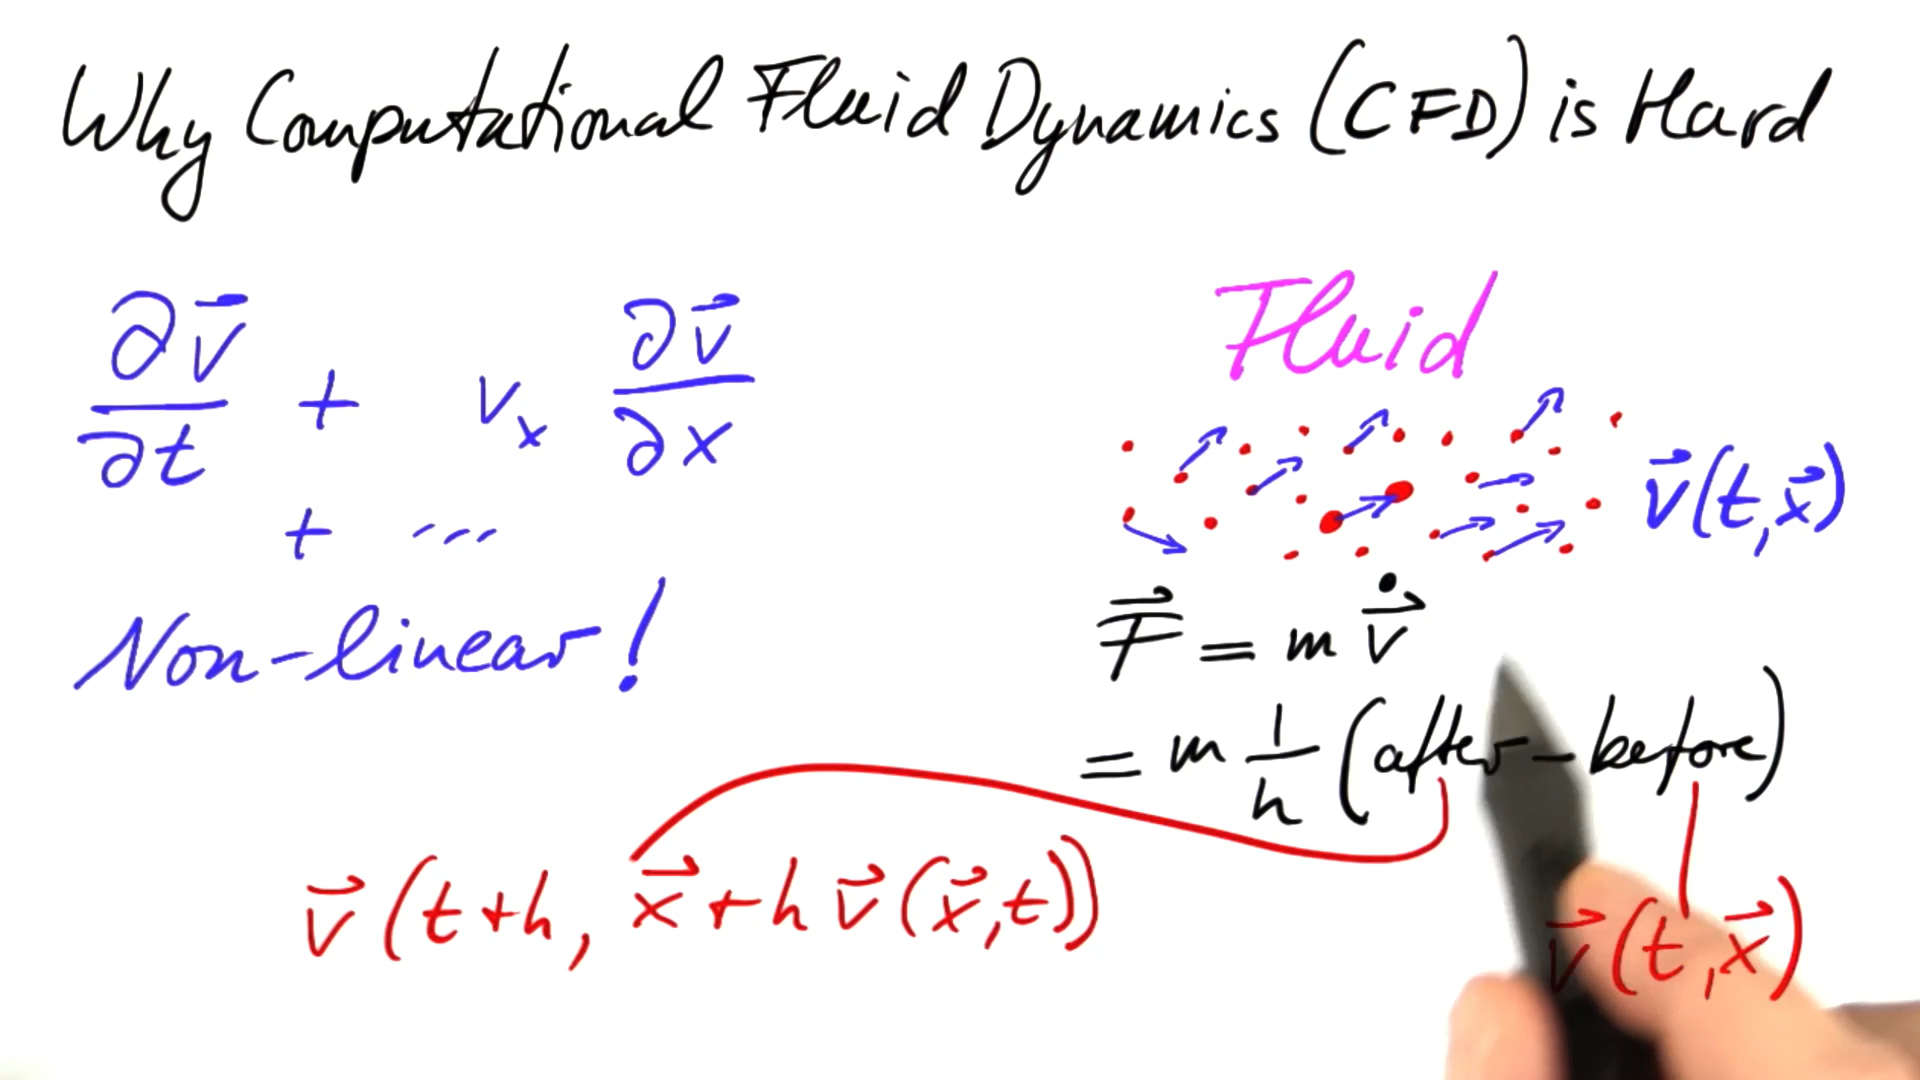 Why Computational Fluid Dynamics (CFD) is Hard
∂v⃗/∂t + vₓ ∂v⃗/∂x
+ ...
Non-linear!
Fluid
v⃗(t,x⃗)
F⃗ = m v⃗̇
= m 1/h (after - before)
v⃗(t+h, x⃗+h v⃗(x⃗,t))
v⃗(t,x⃗)